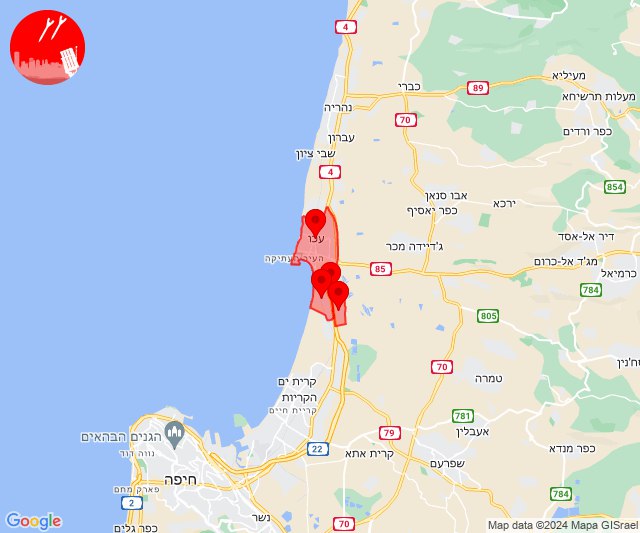 4
מעיליא
89
כברי
מעלות תרשיחא
נהריה
70
כפר ורדים
עברון
שבי ציון
4
854
אבו סנאן
ירכא
כפר יאסיף
דיר אל-אסד
עכו
ג'דיידה מכר
העיר העתיקה
85
מג'ד אל-כרום
כרמיאל
784
805
סח'נין
70
טמרה
קרית ים
הקריות
קרית חיים
781
79
אעבלין
הגנים הבהאים
22
קרית אתא
כפר מנדא
נווה דוד
שפרעם
חיפה
פארק מחם
784
2
נשר
70
כפר גלים
Google
Map data ©2024 Mapa GISrael